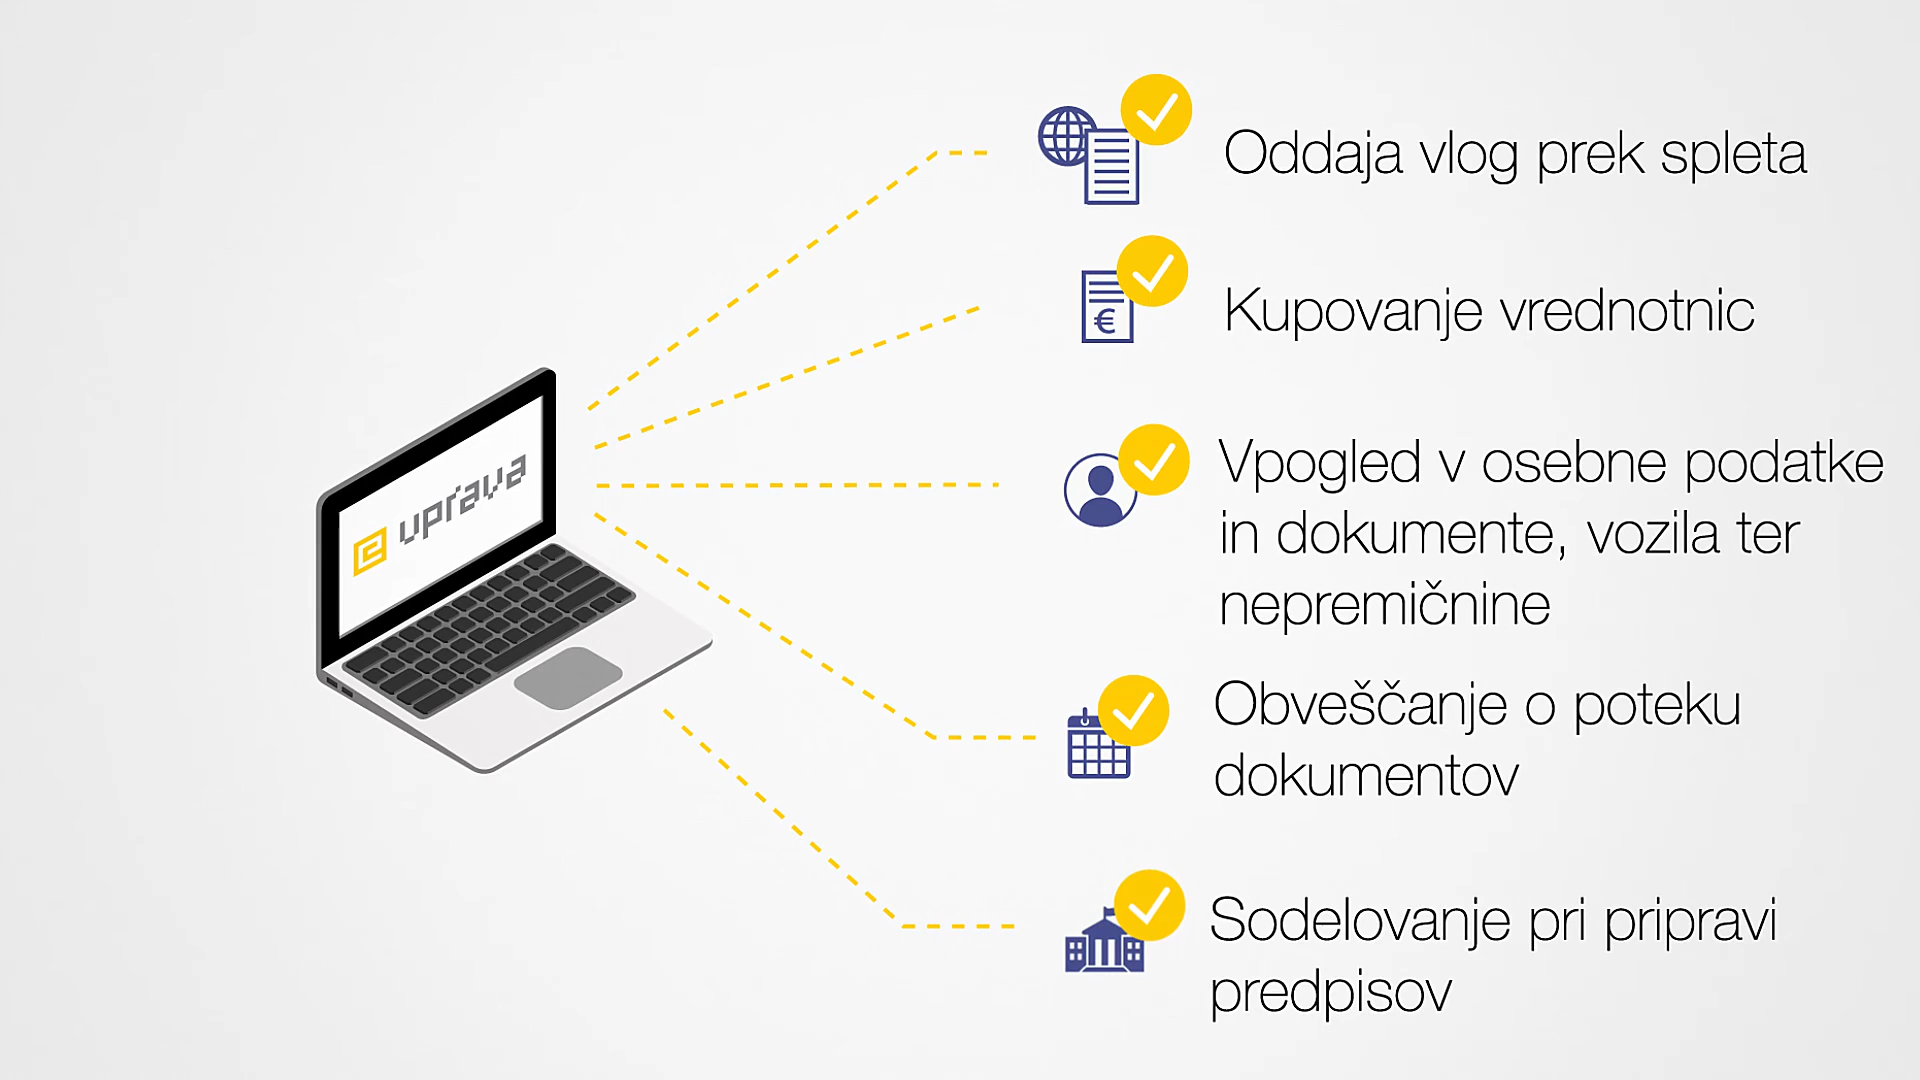 Oddaja vlog prek spleta
Kupovanje vrednotnic
Vpogled v osebne podatke
in dokumente, vozila ter
nepremičnine
Obveščanje o poteku
dokumentov
Sodelovanje pri pripravi
predpisov
e uprava
€